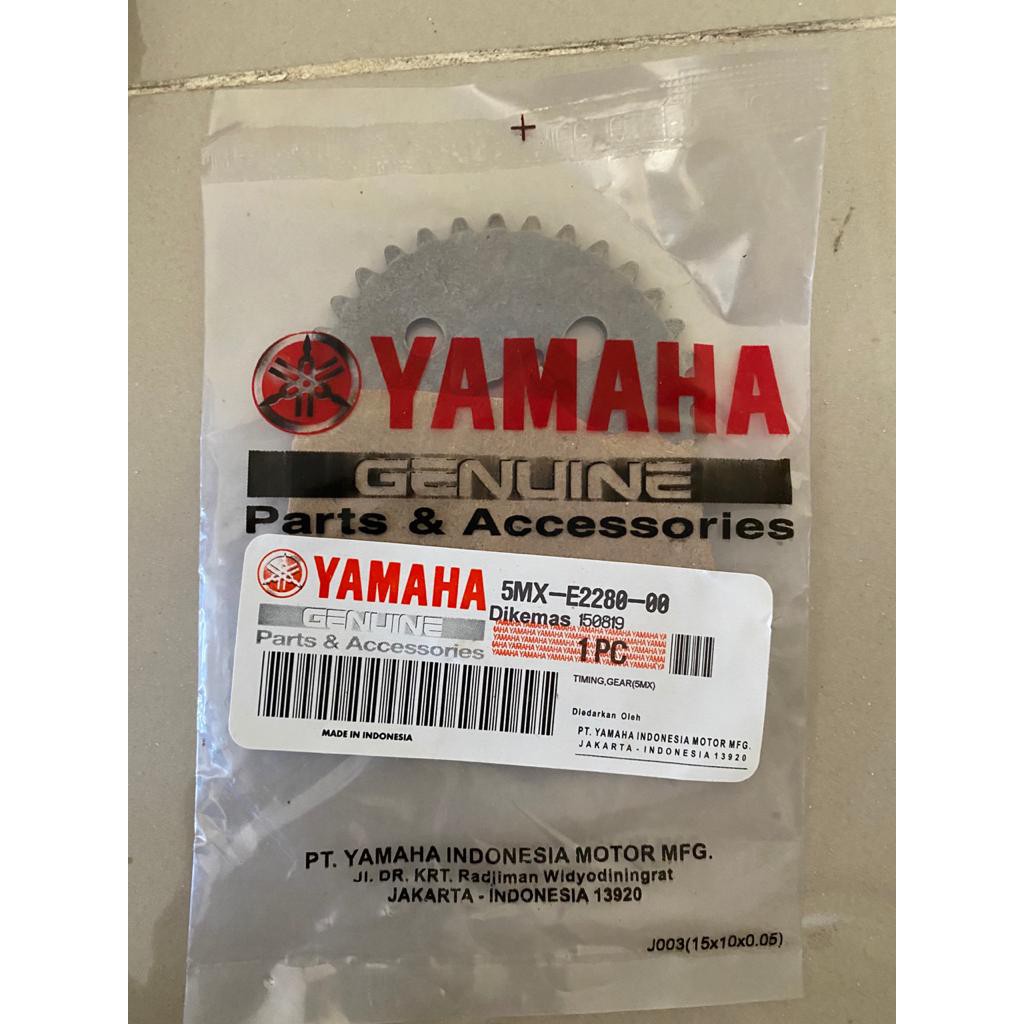 YAMAHA
GENUINE
Parts & Accessories
YAMAHA
GENUINE
Parts & Accessories
5MX-E2280-00
Dikemas 150819
1 PC
TIMING,GEAR(5MX)
Diedarkan Oleh
PT. YAMAHA INDONESIA MOTOR MFG.
JAKARTA - INDONESIA 13920
MADE IN INDONESIA
PT. YAMAHA INDONESIA MOTOR MFG.
Jl. DR. KRT. Radjiman Widyodiningrat
JAKARTA - INDONESIA 13920
J003(15x10x0.05)